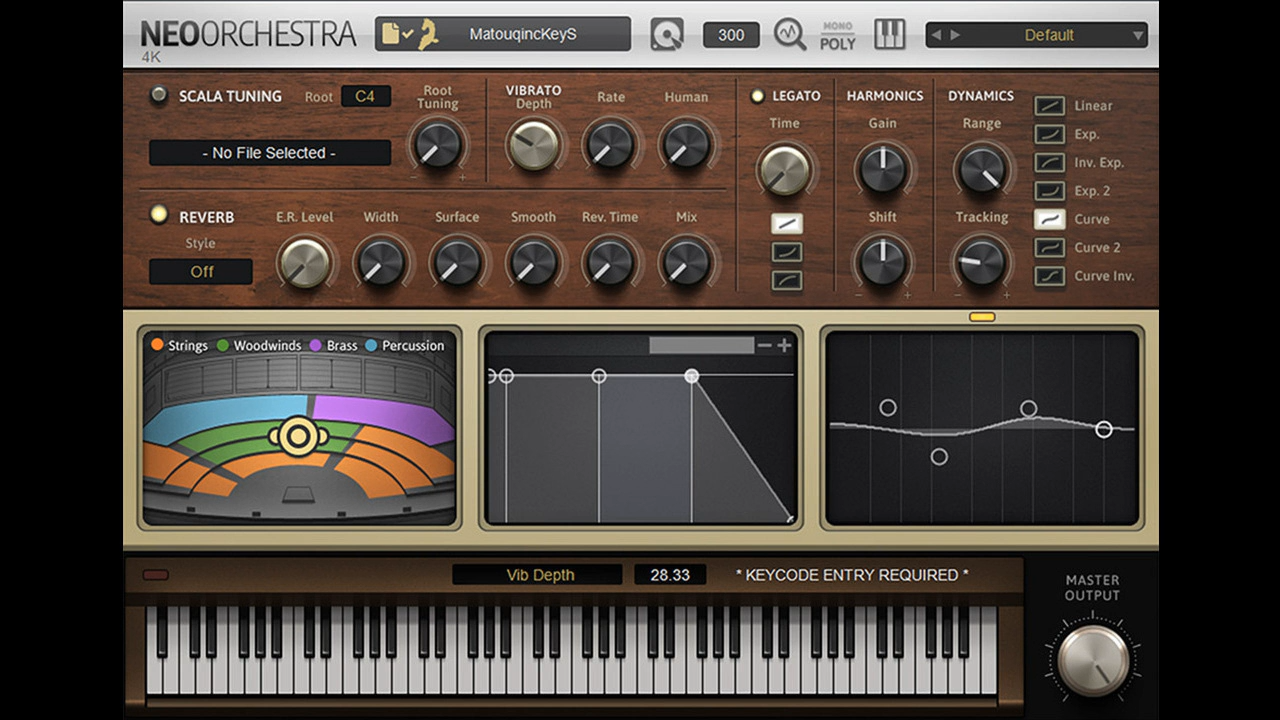 NEOORCHESTRA
4K
MatouqincKeyS
300
MONO
POLY
Default
SCALA TUNING
Root
C4
Root
Tuning
- No File Selected -
VIBRATO
Depth
Rate
Human
LEGATO
Time
HARMONICS
Gain
Shift
DYNAMICS
Range
Tracking
Linear
Exp.
Inv. Exp.
Exp. 2
Curve
Curve 2
Curve Inv.
REVERB
Style
Off
E.R. Level
Width
Surface
Smooth
Rev. Time
Mix
Strings
Woodwinds
Brass
Percussion
Vib Depth
28.33
* KEYCODE ENTRY REQUIRED *
MASTER
OUTPUT